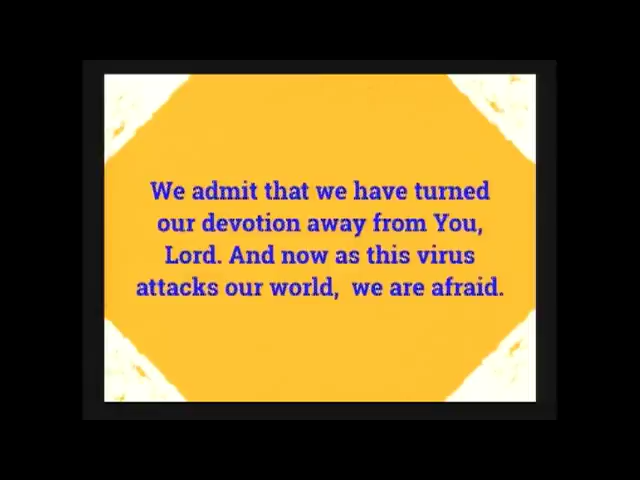 We admit that we have turned
our devotion away from You,
Lord. And now as this virus
attacks our world,  we are afraid.